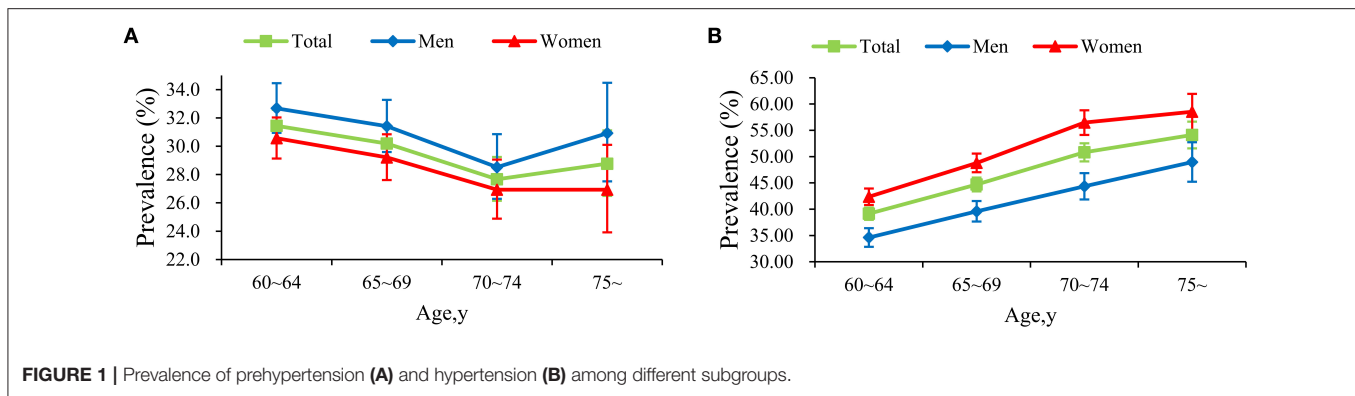 A
Total Men Women
34.0
32.0
30.0
28.0
26.0
24.0
22.0
Prevalence (%)
60~64 65~69 70~74 75~
Age,y
B
Total Men Women
65.00
60.00
55.00
50.00
45.00
40.00
35.00
30.00
Prevalence (%)
60~64 65~69 70~74 75~
Age,y
FIGURE 1 | Prevalence of prehypertension (A) and hypertension (B) among different subgroups.